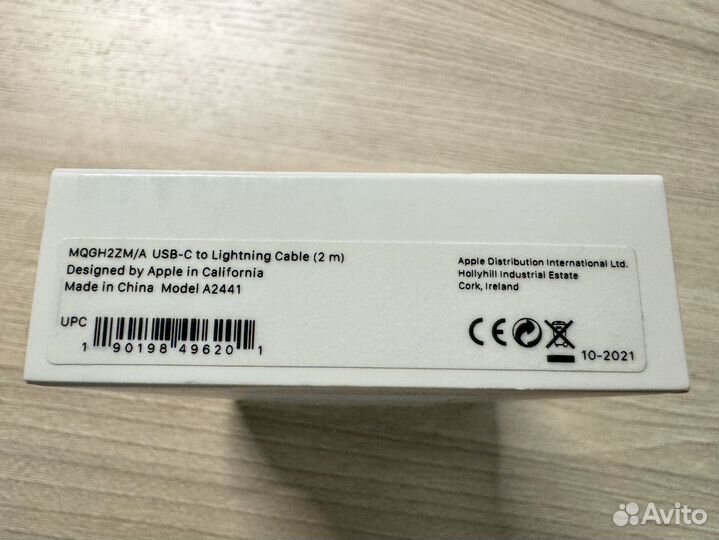 MQGH2ZM/A USB-C to Lightning Cable (2 m)
Designed by Apple in California
Made in China Model A2441
UPC
1 90198 49620 1
Apple Distribution International Ltd.
Hollyhill Industrial Estate
Cork, Ireland
CE
10-2021
Avito